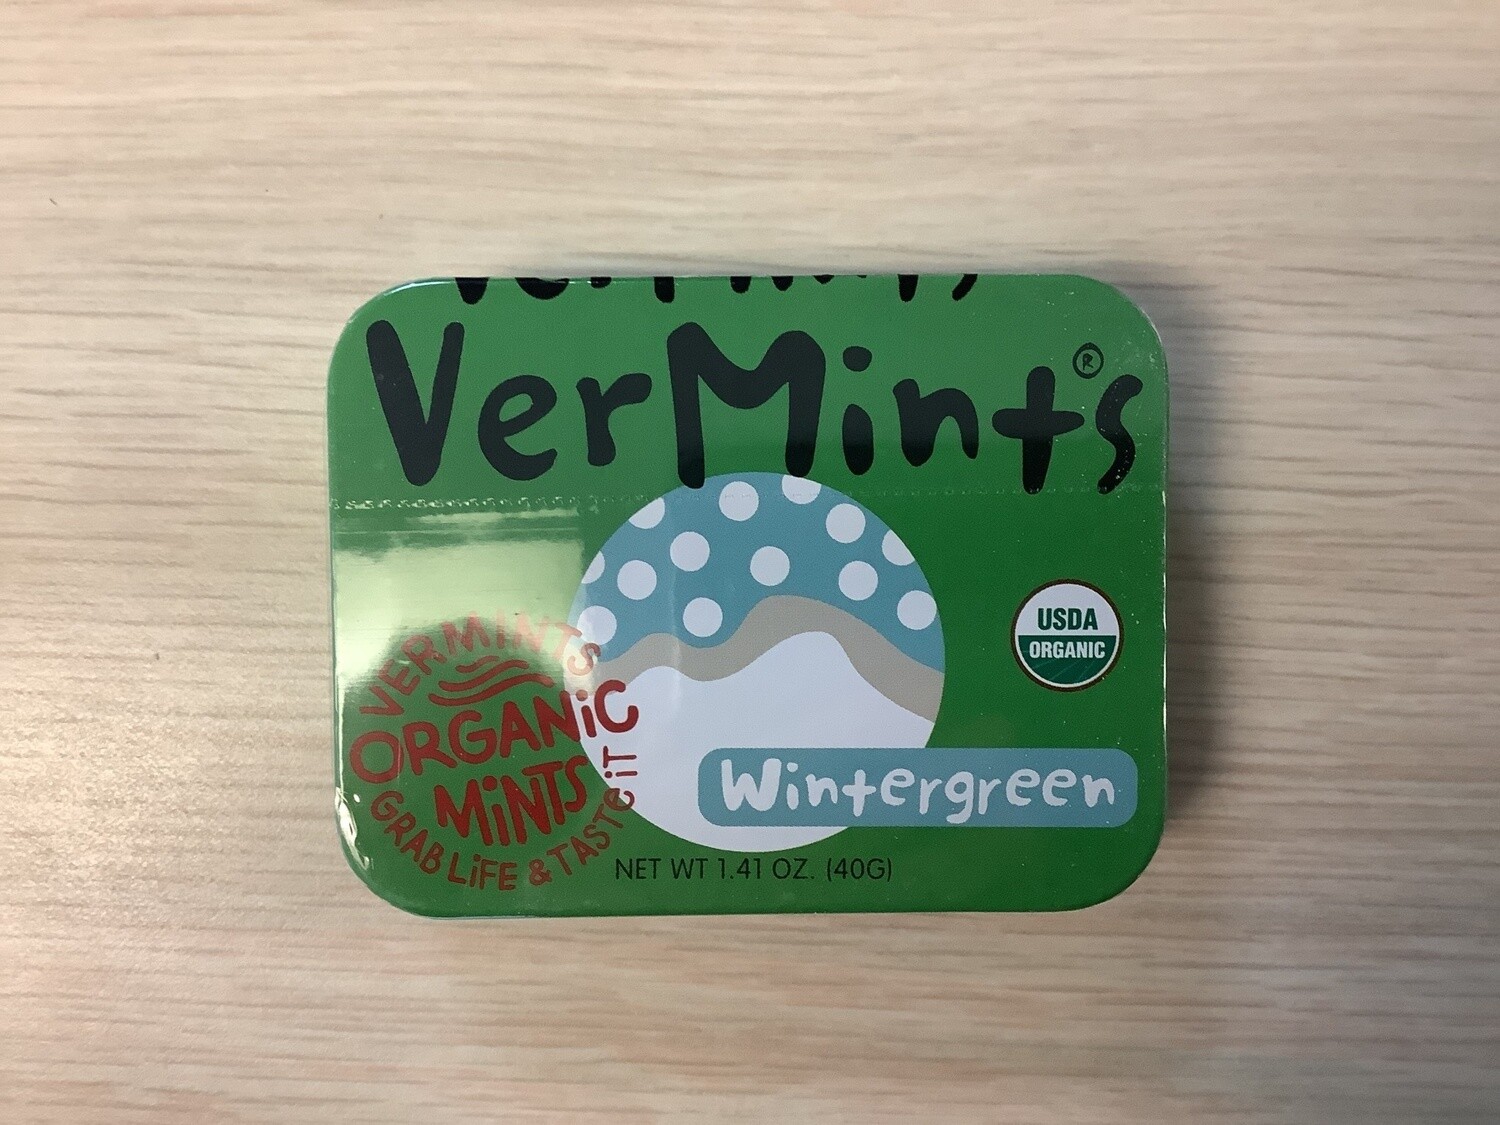 VerMints®
USDA
ORGANIC
VERMINTS
ORGANiC
MiNTS
GRAB LiFE & TASTE iT
Wintergreen
NET WT 1.41 OZ. (40G)